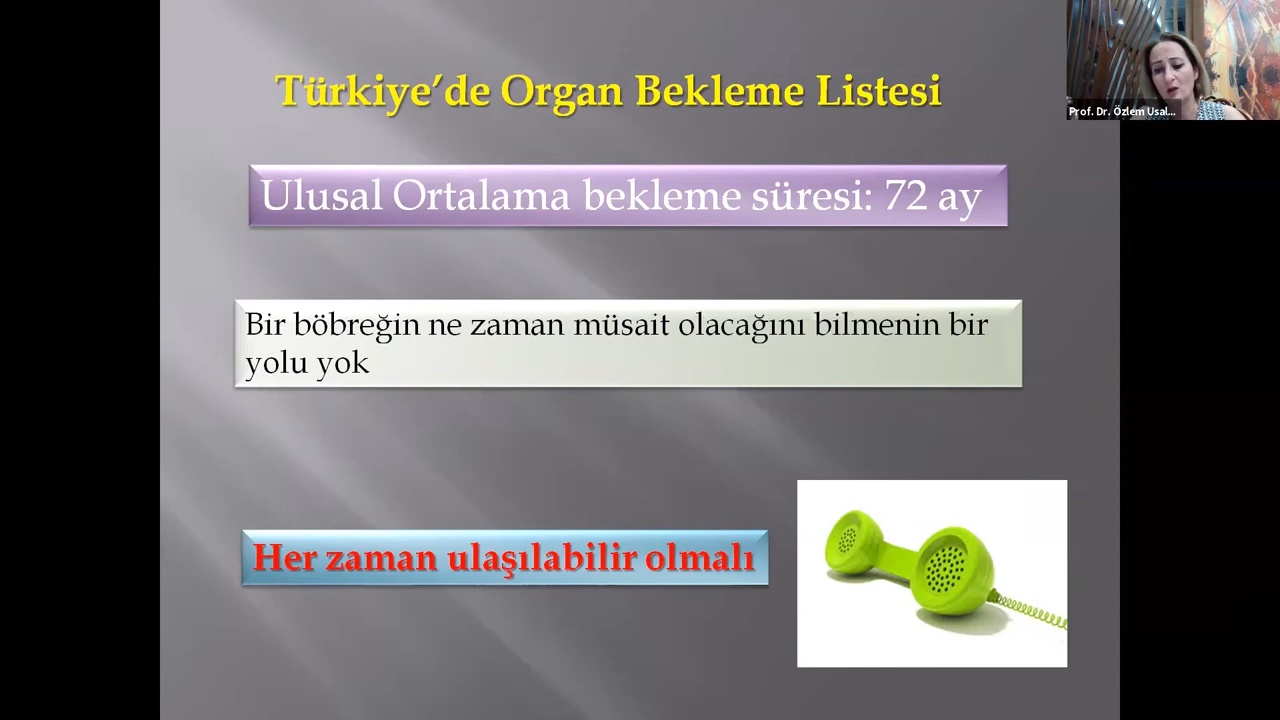 Türkiye’de Organ Bekleme Listesi
Prof. Dr. Özlem Usal...
Ulusal Ortalama bekleme süresi: 72 ay
Bir böbreğin ne zaman müsait olacağını bilmenin bir
yolu yok
Her zaman ulaşılabilir olmalı